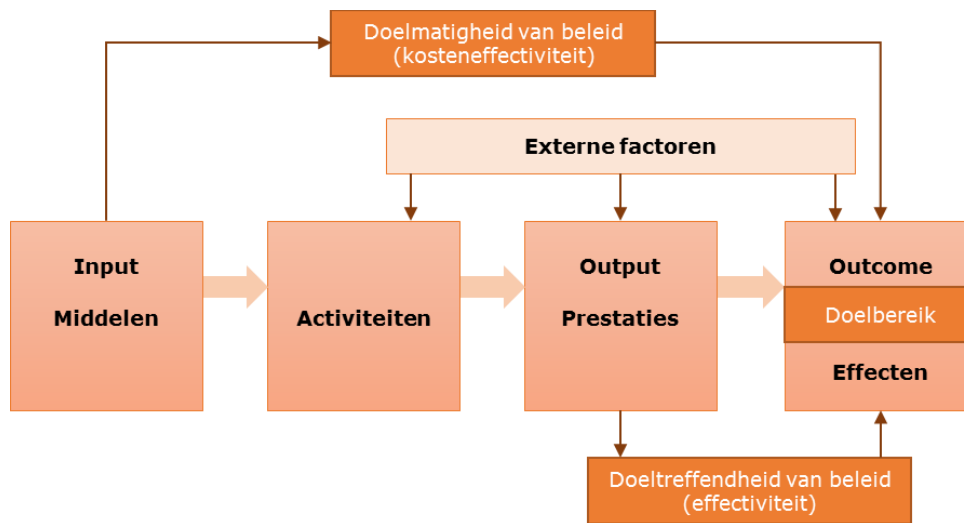 Doelmatigheid van beleid
(kosteneffectiviteit)
Externe factoren
Input
Middelen
Activiteiten
Output
Prestaties
Outcome
Doelbereik
Effecten
Doeltreffendheid van beleid
(effectiviteit)